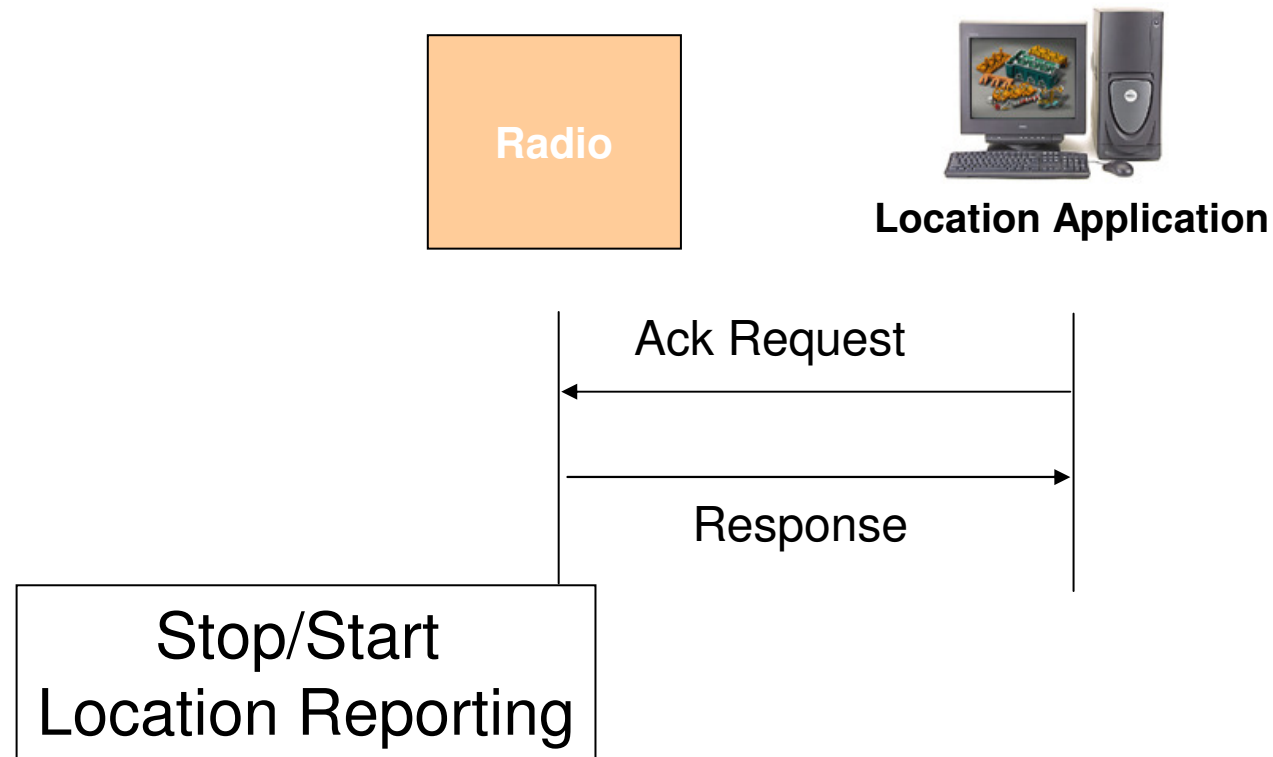 Radio
Location Application
Ack Request
Response
Stop/Start
Location Reporting